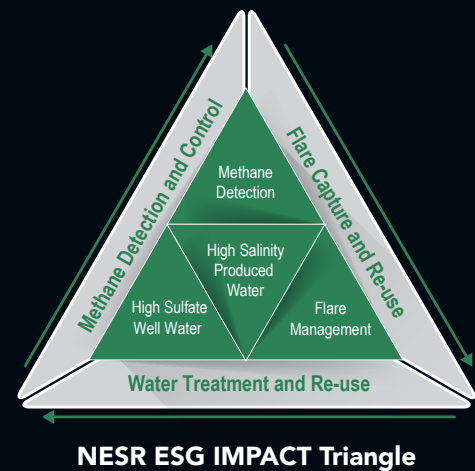 Methane Detection and Control
Flare Capture and Re-use
Methane
Detection
High Salinity
Produced
Water
High Sulfate
Well Water
Flare
Management
Water Treatment and Re-use
NESR ESG IMPACT Triangle